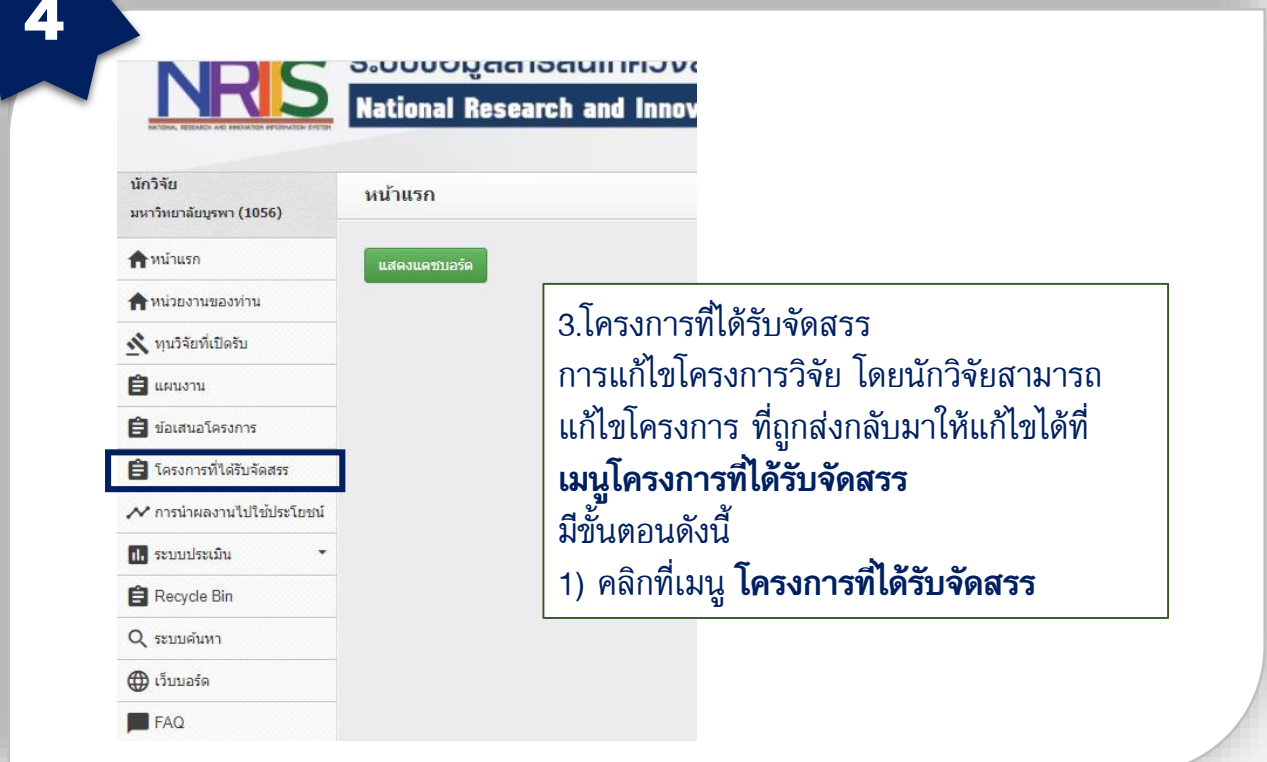 4
NRIS
NATIONAL RESEARCH AND INNOVATION INFORMATION SYSTEM
National Research and Innov
นักวิจัย
มหาวิทยาลัยบูรพา (1056)
หน้าแรก
หน้าแรก
แสดงแดชบอร์ด
หน่วยงานของท่าน
ทุนวิจัยที่เปิดรับ
แผนงาน
ข้อเสนอโครงการ
โครงการที่ได้รับจัดสรร
การนำผลงานไปใช้ประโยชน์
ระบบประเมิน
Recycle Bin
ระบบค้นหา
เว็บบอร์ด
FAQ
3.โครงการที่ได้รับจัดสรร
การแก้ไขโครงการวิจัย โดยนักวิจัยสามารถ
แก้ไขโครงการ ที่ถูกส่งกลับมาให้แก้ไขได้ที่
เมนูโครงการที่ได้รับจัดสรร
มีขั้นตอนดังนี้
1) คลิกที่เมนู โครงการที่ได้รับจัดสรร